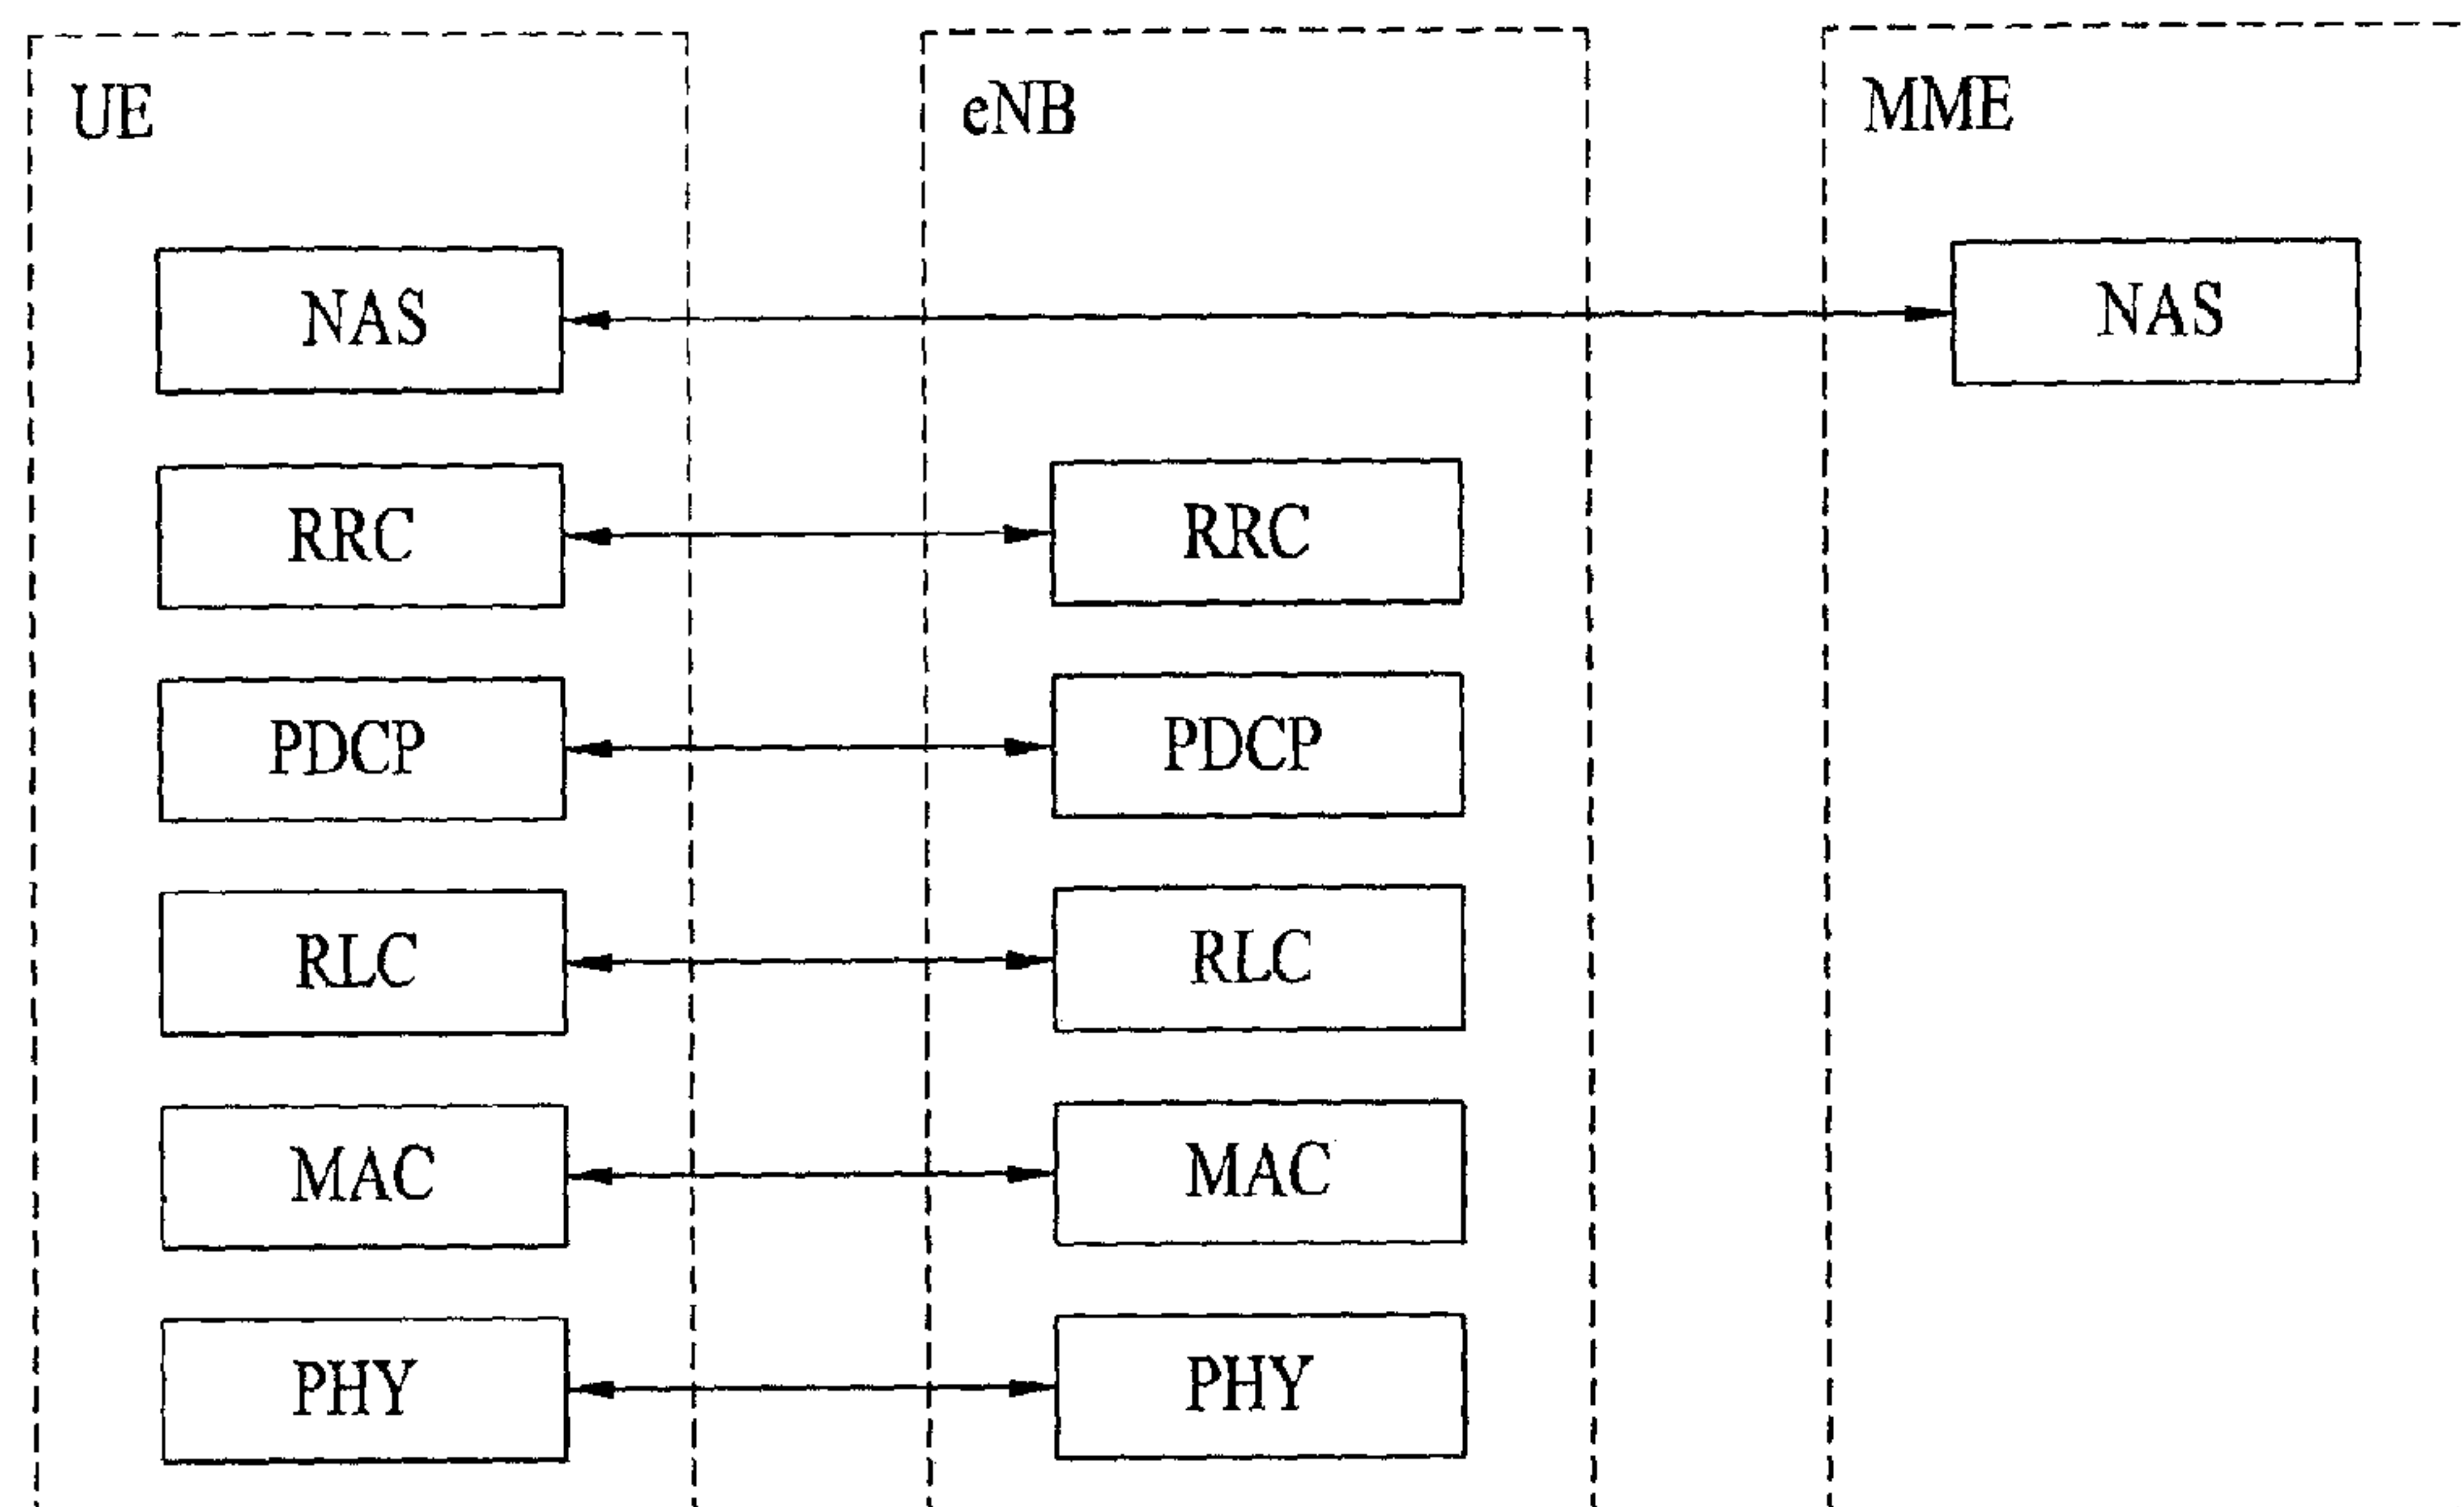 UE eNB MME
NAS NAS
RRC RRC
PDCP PDCP
RLC RLC
MAC MAC
PHY PHY